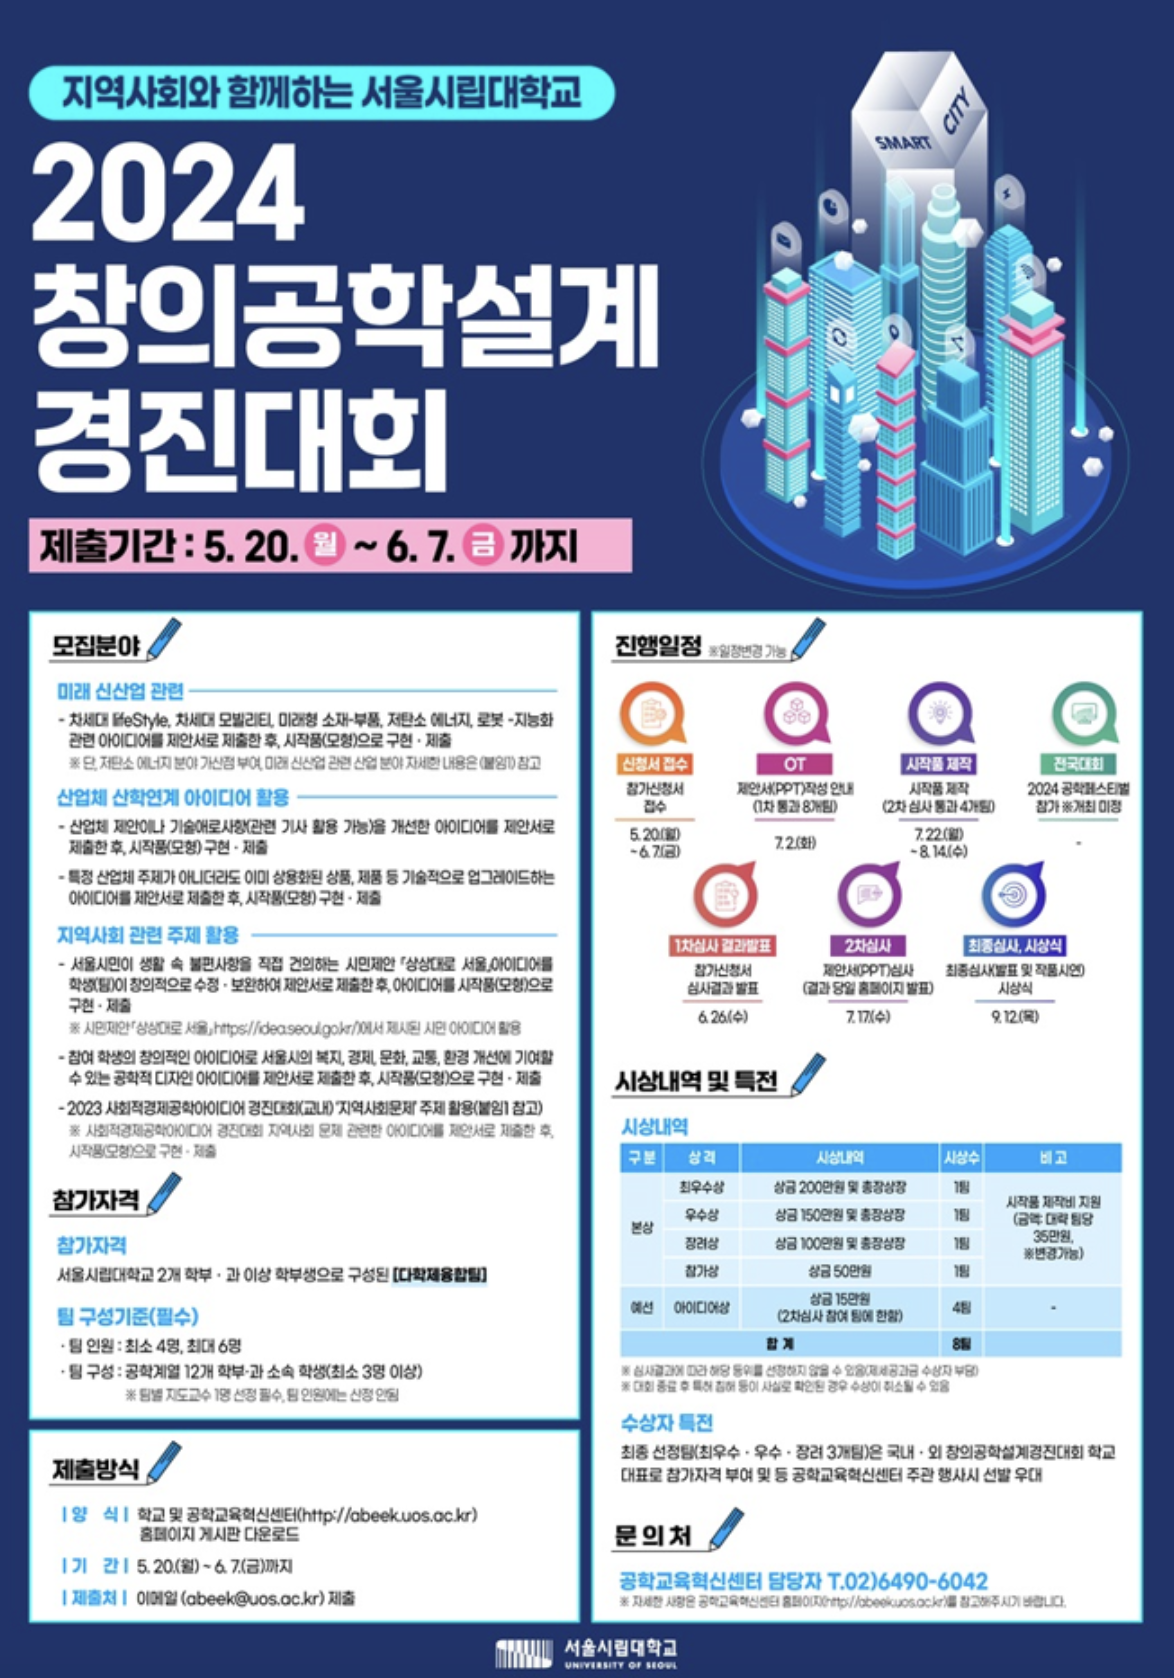 지역사회와 함께하는 서울시립대학교
2024
창의공학설계
경진대회
SMART
CITY
제출기간 : 5. 20. 월 ~ 6. 7. 금 까지
모집분야
미래 신산업 관련
- 차세대 lifeStyle, 차세대 모빌리티, 미래형 소재-부품, 저탄소 에너지, 로봇 -지능화
관련 아이디어를 제안서로 제출한 후, 시작품(모형)으로 구현 · 제출
※ 단, 저탄소 에너지 분야 가산점 부여, 미래 신산업 관련 산업 분야 자세한 내용은 (붙임1) 참고
산업체 산학연계 아이디어 활용
- 산업체 제안이나 기술애로사항(관련 기사 활용 가능)을 개선한 아이디어를 제안서로
제출한 후, 시작품(모형) 구현 · 제출
- 특정 산업체 주제가 아니더라도 이미 상용화된 상품, 제품 등 기술적으로 업그레이드하는
아이디어를 제안서로 제출한 후, 시작품(모형) 구현 · 제출
지역사회 관련 주제 활용
- 서울시민이 생활 속 불편사항을 직접 건의하는 시민제안 「상상대로 서울」아이디어를
학생(팀)이 창의적으로 수정 · 보완하여 제안서로 제출한 후, 아이디어를 시작품(모형)으로
구현 · 제출
※ 시민제안「상상대로 서울」https://idea.seoul.go.kr/)에서 제시된 시민 아이디어 활용
- 참여 학생의 창의적인 아이디어로 서울시의 복지, 경제, 문화, 교통, 환경 개선에 기여할
수 있는 공학적 디자인 아이디어를 제안서로 제출한 후, 시작품(모형)으로 구현 · 제출
- 2023 사회적경제공학아이디어 경진대회(교내) '지역사회문제' 주제 활용(붙임1 참고)
※ 사회적경제공학아이디어 경진대회 지역사회 문제 관련한 아이디어를 제안서로 제출한 후,
시작품(모형)으로 구현 · 제출
참가자격
참가자격
서울시립대학교 2개 학부 · 과 이상 학부생으로 구성된 [다학제융합팀]
팀 구성기준(필수)
· 팀 인원 : 최소 4명, 최대 6명
· 팀 구성 : 공학계열 12개 학부·과 소속 학생(최소 3명 이상)
※ 팀별 지도교수 1명 선정 필수, 팀 인원에는 산정 안됨
제출방식
| 양 식 | 학교 및 공학교육혁신센터(http://abeek.uos.ac.kr)
홈페이지 게시판 다운로드
| 기 간 | 5. 20.(월) ~ 6. 7.(금)까지
| 제출처 | 이메일 (abeek@uos.ac.kr) 제출
진행일정 ※일정변경 가능
신청서 접수
참가신청서
접수
5. 20.(월)
~ 6. 7.(금)
OT
제안서(PPT)작성 안내
(1차 통과 8개팀)
7. 2.(화)
시작품 제작
시작품 제작
(2차 심사 통과 4개팀)
7. 22.(월)
~ 8. 14.(수)
전국대회
2024 공학페스티벌
참가 ※개최 미정
-
1차심사 결과발표
참가신청서
심사결과 발표
6. 26.(수)
2차심사
제안서(PPT)심사
(결과 당일 홈페이지 발표)
7. 17.(수)
최종심사, 시상식
최종심사(발표 및 작품시연)
시상식
9. 12.(목)
시상내역 및 특전
시상내역
구 분 상 격 시상내역 시상수 비 고
본상
최우수상 상금 200만원 및 총장상장 1팀
우수상 상금 150만원 및 총장상장 1팀
장려상 상금 100만원 및 총장상장 1팀
참가상 상금 50만원 1팀
시작품 제작비 지원
(금액: 대략 팀당
35만원,
※변경가능)
예선 아이디어상 상금 15만원
(2차심사 참여 팀에 한함) 4팀 -
합 계 8팀
※ 심사결과에 따라 해당 등위를 선정하지 않을 수 있음(제세공과금 수상자 부담)
※ 대회 종료 후 특허 침해 등이 사실로 확인된 경우 수상이 취소될 수 있음
수상자 특전
최종 선정팀(최우수 · 우수 · 장려 3개팀)은 국내 · 외 창의공학설계경진대회 학교
대표로 참가자격 부여 및 등 공학교육혁신센터 주관 행사시 선발 우대
문 의 처
공학교육혁신센터 담당자 T.02)6490-6042
※ 자세한 사항은 공학교육혁신센터 홈페이지(http://abeek.uos.ac.kr)를 참고해주시기 바랍니다.
서울시립대학교
UNIVERSITY OF SEOUL